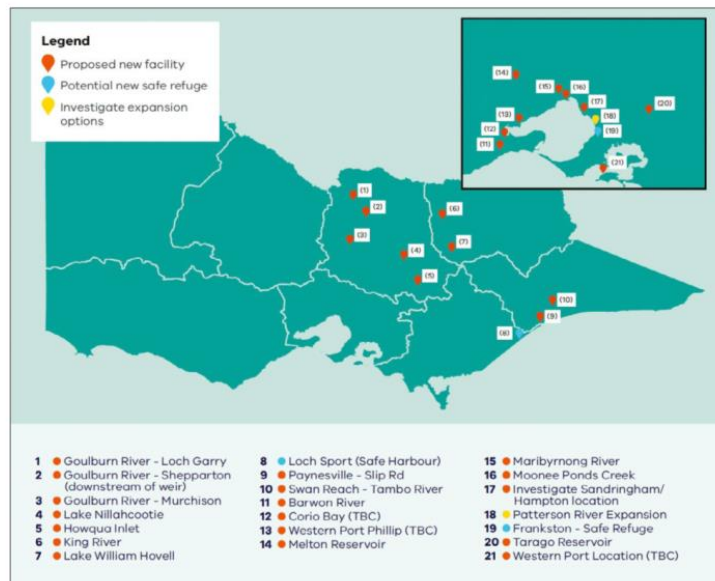 Legend
Proposed new facility
Potential new safe refuge
Investigate expansion
options
(14)
(15)
(16)
(17)
(20)
(13)
(18)
(12)
(19)
(11)
(21)
(1)
(2)
(6)
(3)
(7)
(4)
(5)
(10)
(9)
(8)
1 Goulburn River - Loch Garry
2 Goulburn River - Shepparton
(downstream of weir)
3 Goulburn River - Murchison
4 Lake Nillahcootie
5 Howqua Inlet
6 King River
7 Lake William Hovell
8 Loch Sport (Safe Harbour)
9 Paynesville - Slip Rd
10 Swan Reach - Tambo River
11 Barwon River
12 Corio Bay (TBC)
13 Western Port Phillip (TBC)
14 Melton Reservoir
15 Maribyrnong River
16 Moonee Ponds Creek
17 Investigate Sandringham/
Hampton location
18 Patterson River Expansion
19 Frankston - Safe Refuge
20 Tarago Reservoir
21 Western Port Location (TBC)